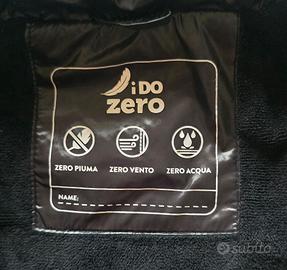 iDO
zero
ZERO PIUMA ZERO VENTO ZERO ACQUA
NAME:
subito